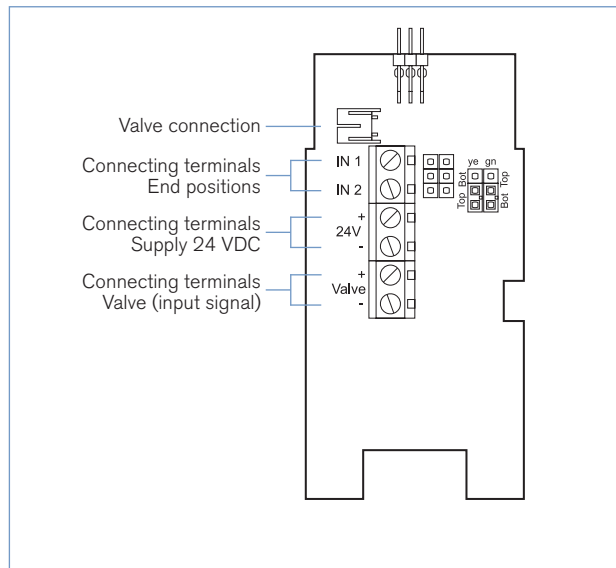 Valve connection
Connecting terminals
End positions
Connecting terminals
Supply 24 VDC
Connecting terminals
Valve (input signal)
IN 1
IN 2
+
24V
-
+
Valve
-
ye gn
Bot
Top
Top
Bot